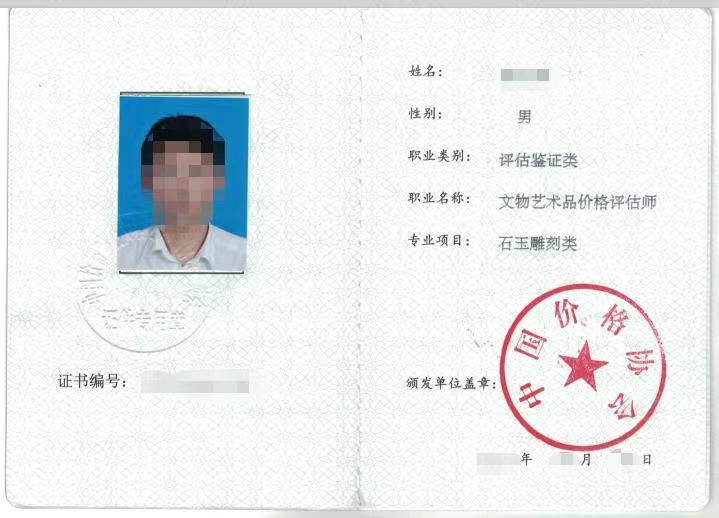 证书编号：
姓名：
性别： 男
职业类别： 评估鉴证类
职业名称： 文物艺术品价格评估师
专业项目： 石玉雕刻类
颁发单位盖章：
中国价格协会
年 月 日